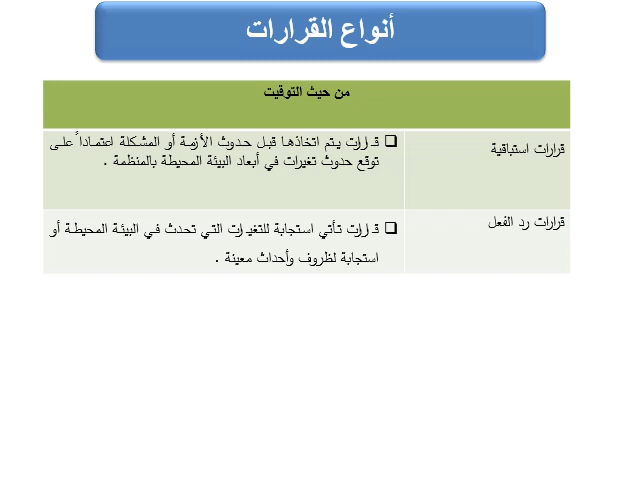 أنواع القرارات
من حيث التوقيت
قرارات استباقية
❑ قرارات يتم اتخاذها قبل حدوث الأزمة أو المشكلة اعتماداً على
توقع حدوث تغيرات في أبعاد البيئة المحيطة بالمنظمة .
قرارات رد الفعل
❑ قرارات تأتي استجابة للتغيرات التي تحدث في البيئة المحيطة أو
استجابة لظروف وأحداث معينة .